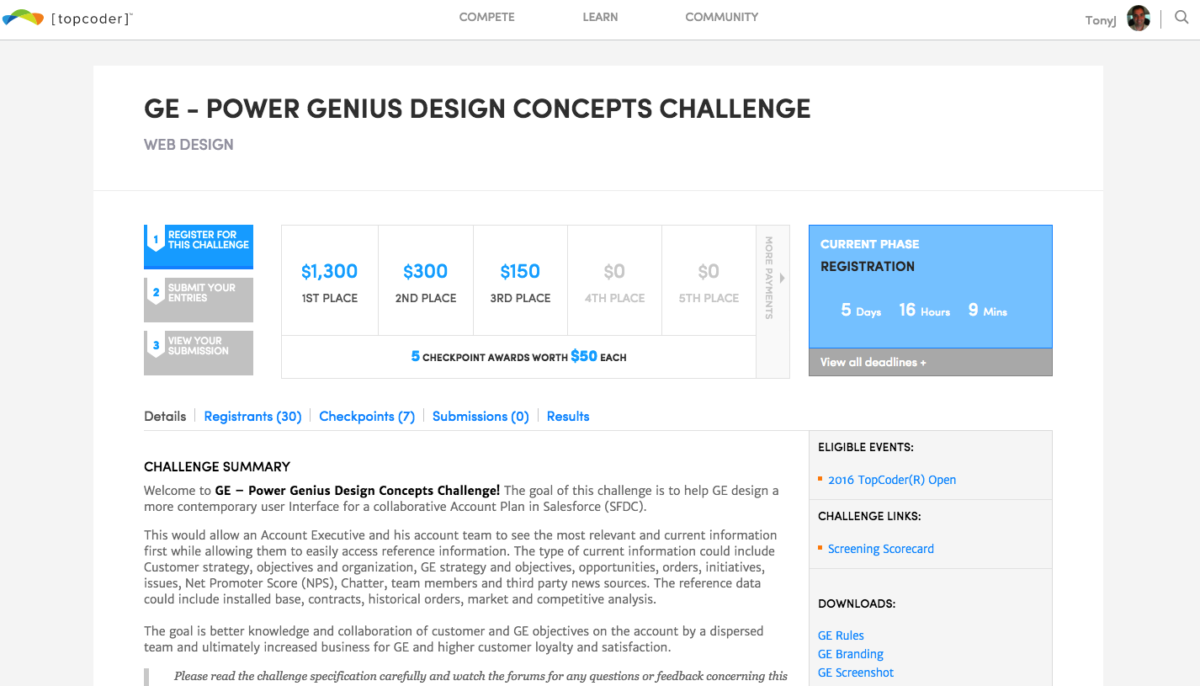 [topcoder]™
COMPETE
LEARN
COMMUNITY
TonyJ
GE - POWER GENIUS DESIGN CONCEPTS CHALLENGE
WEB DESIGN
1 REGISTER FOR
THIS CHALLENGE
2 SUBMIT YOUR
ENTRIES
3 VIEW YOUR
SUBMISSION
$1,300
1ST PLACE
$300
2ND PLACE
$150
3RD PLACE
$0
4TH PLACE
$0
5TH PLACE
MORE PAYMENTS
5 CHECKPOINT AWARDS WORTH $50 EACH
CURRENT PHASE
REGISTRATION
5 Days 16 Hours 9 Mins
View all deadlines +
Details
Registrants (30)
Checkpoints (7)
Submissions (0)
Results
CHALLENGE SUMMARY
Welcome to GE – Power Genius Design Concepts Challenge! The goal of this challenge is to help GE design a
more contemporary user Interface for a collaborative Account Plan in Salesforce (SFDC).
This would allow an Account Executive and his account team to see the most relevant and current information
first while allowing them to easily access reference information. The type of current information could include
Customer strategy, objectives and organization, GE strategy and objectives, opportunities, orders, initiatives,
issues, Net Promoter Score (NPS), Chatter, team members and third party news sources. The reference data
could include installed base, contracts, historical orders, market and competitive analysis.
The goal is better knowledge and collaboration of customer and GE objectives on the account by a dispersed
team and ultimately increased business for GE and higher customer loyalty and satisfaction.
Please read the challenge specification carefully and watch the forums for any questions or feedback concerning this
ELIGIBLE EVENTS:
2016 TopCoder(R) Open
CHALLENGE LINKS:
Screening Scorecard
DOWNLOADS:
GE Rules
GE Branding
GE Screenshot